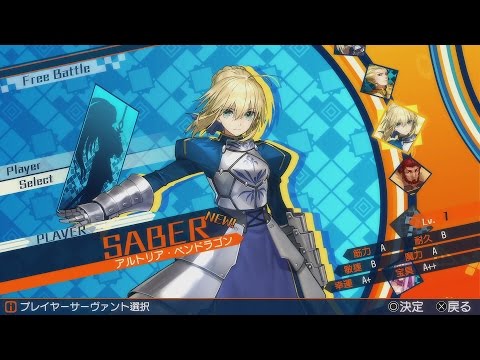 Free Battle
Player
Select
PLAYER
SABER
NEW!
アルトリア・ペンドラゴン
Lv. 1
筋力 A 耐久 B
敏捷 B 魔力 A
幸運 A+ 宝具 A++
プレイヤーサーヴァント選択
決定 戻る